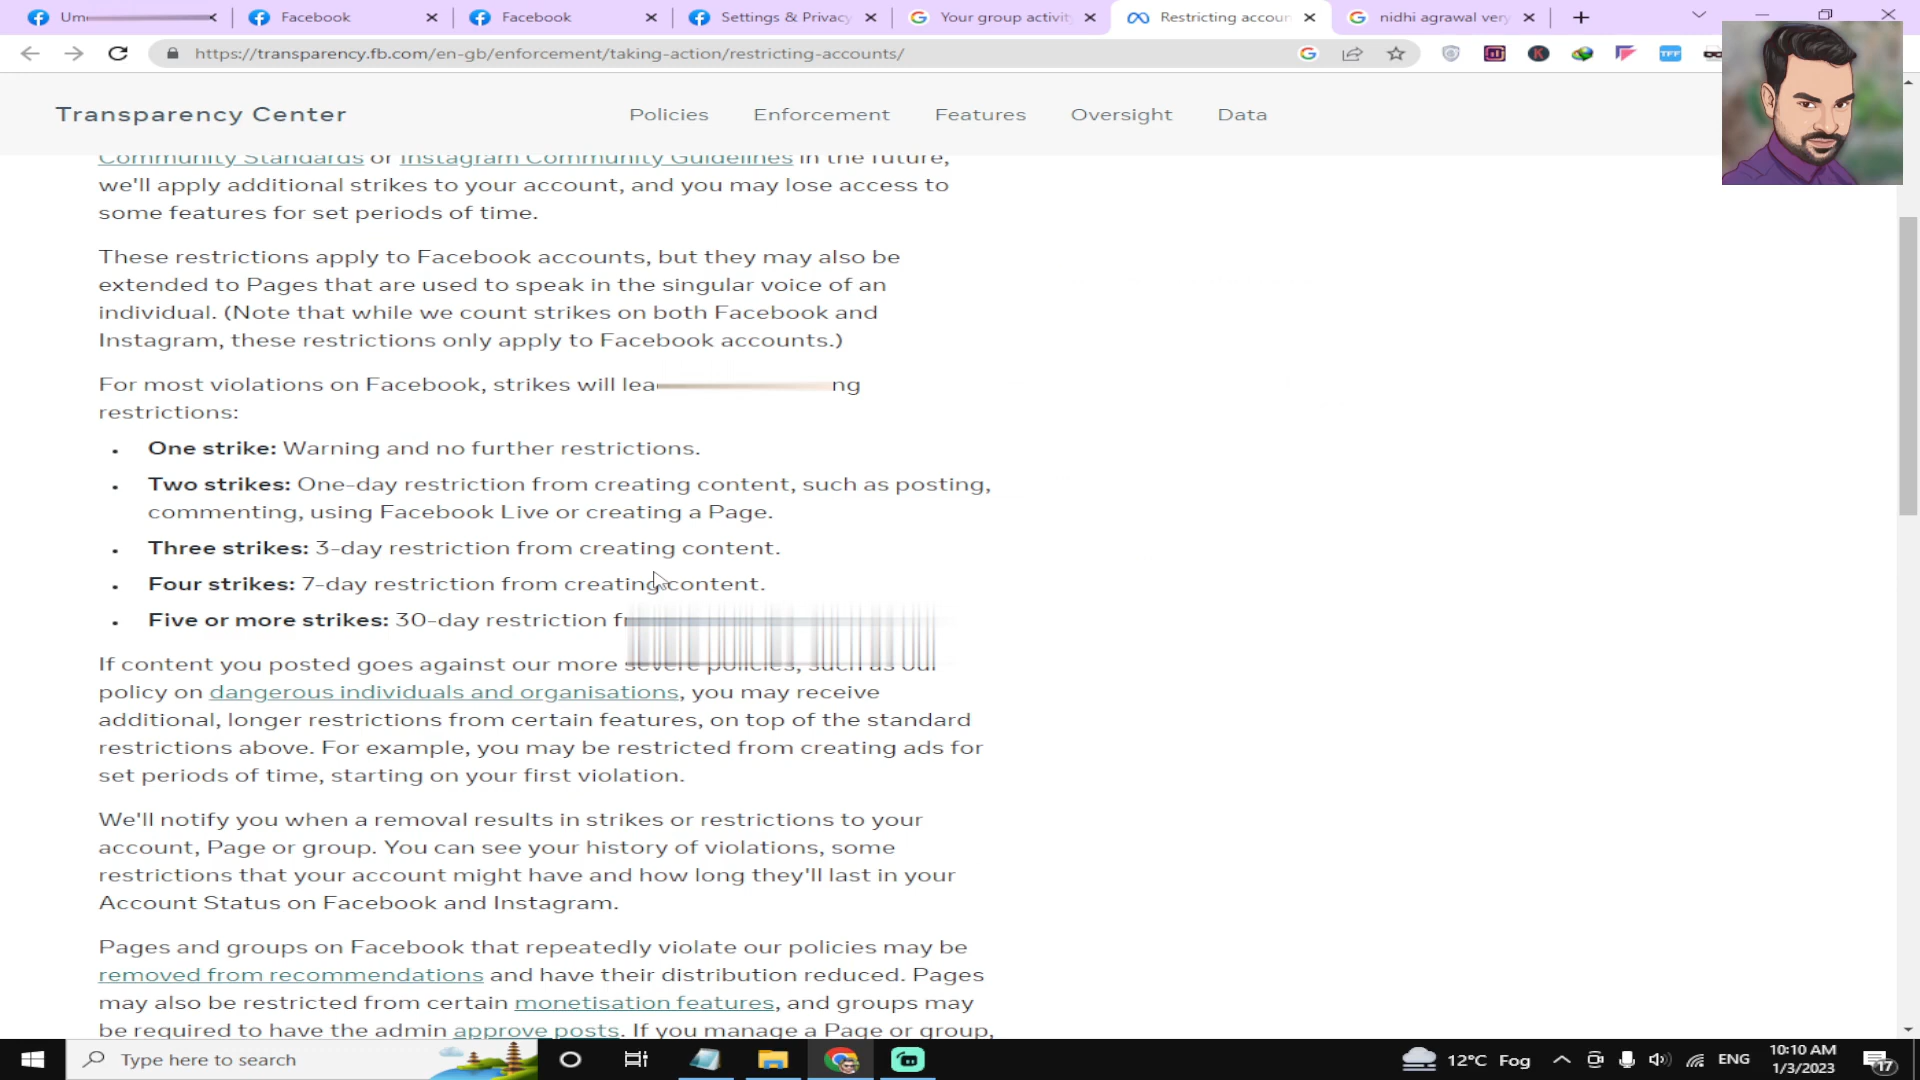 Um
Facebook
Facebook
Settings & Privacy
Your group activit
Restricting accoun
nidhi agrawal very
https://transparency.fb.com/en-gb/enforcement/taking-action/restricting-accounts/
Transparency Center
Policies
Enforcement
Features
Oversight
Data
Community Standards or Instagram Community Guidelines in the future,
we'll apply additional strikes to your account, and you may lose access to
some features for set periods of time.
These restrictions apply to Facebook accounts, but they may also be
extended to Pages that are used to speak in the singular voice of an
individual. (Note that while we count strikes on both Facebook and
Instagram, these restrictions only apply to Facebook accounts.)
For most violations on Facebook, strikes will lea ng
restrictions:
• One strike: Warning and no further restrictions.
• Two strikes: One-day restriction from creating content, such as posting,
commenting, using Facebook Live or creating a Page.
• Three strikes: 3-day restriction from creating content.
• Four strikes: 7-day restriction from creating content.
• Five or more strikes: 30-day restriction
If content you posted goes against our more severe policies, such as our
policy on dangerous individuals and organisations, you may receive
additional, longer restrictions from certain features, on top of the standard
restrictions above. For example, you may be restricted from creating ads for
set periods of time, starting on your first violation.
We'll notify you when a removal results in strikes or restrictions to your
account, Page or group. You can see your history of violations, some
restrictions that your account might have and how long they'll last in your
Account Status on Facebook and Instagram.
Pages and groups on Facebook that repeatedly violate our policies may be
removed from recommendations and have their distribution reduced. Pages
may also be restricted from certain monetisation features, and groups may
be required to have the admin approve posts. If you manage a Page or group,
Type here to search
12°C Fog
ENG
10:10 AM
1/3/2023
17